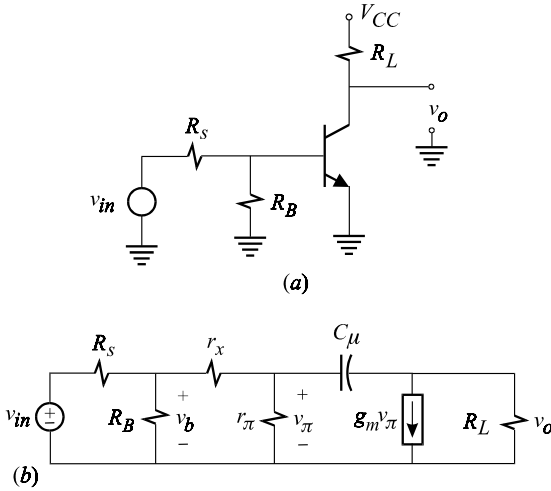 V_CC
R_L
v_o
R_s
v_in
R_B
(a)
R_s
r_x
C_μ
v_in
+
−
R_B
+
v_b
−
r_π
+
v_π
−
g_m v_π
R_L
v_o
(b)